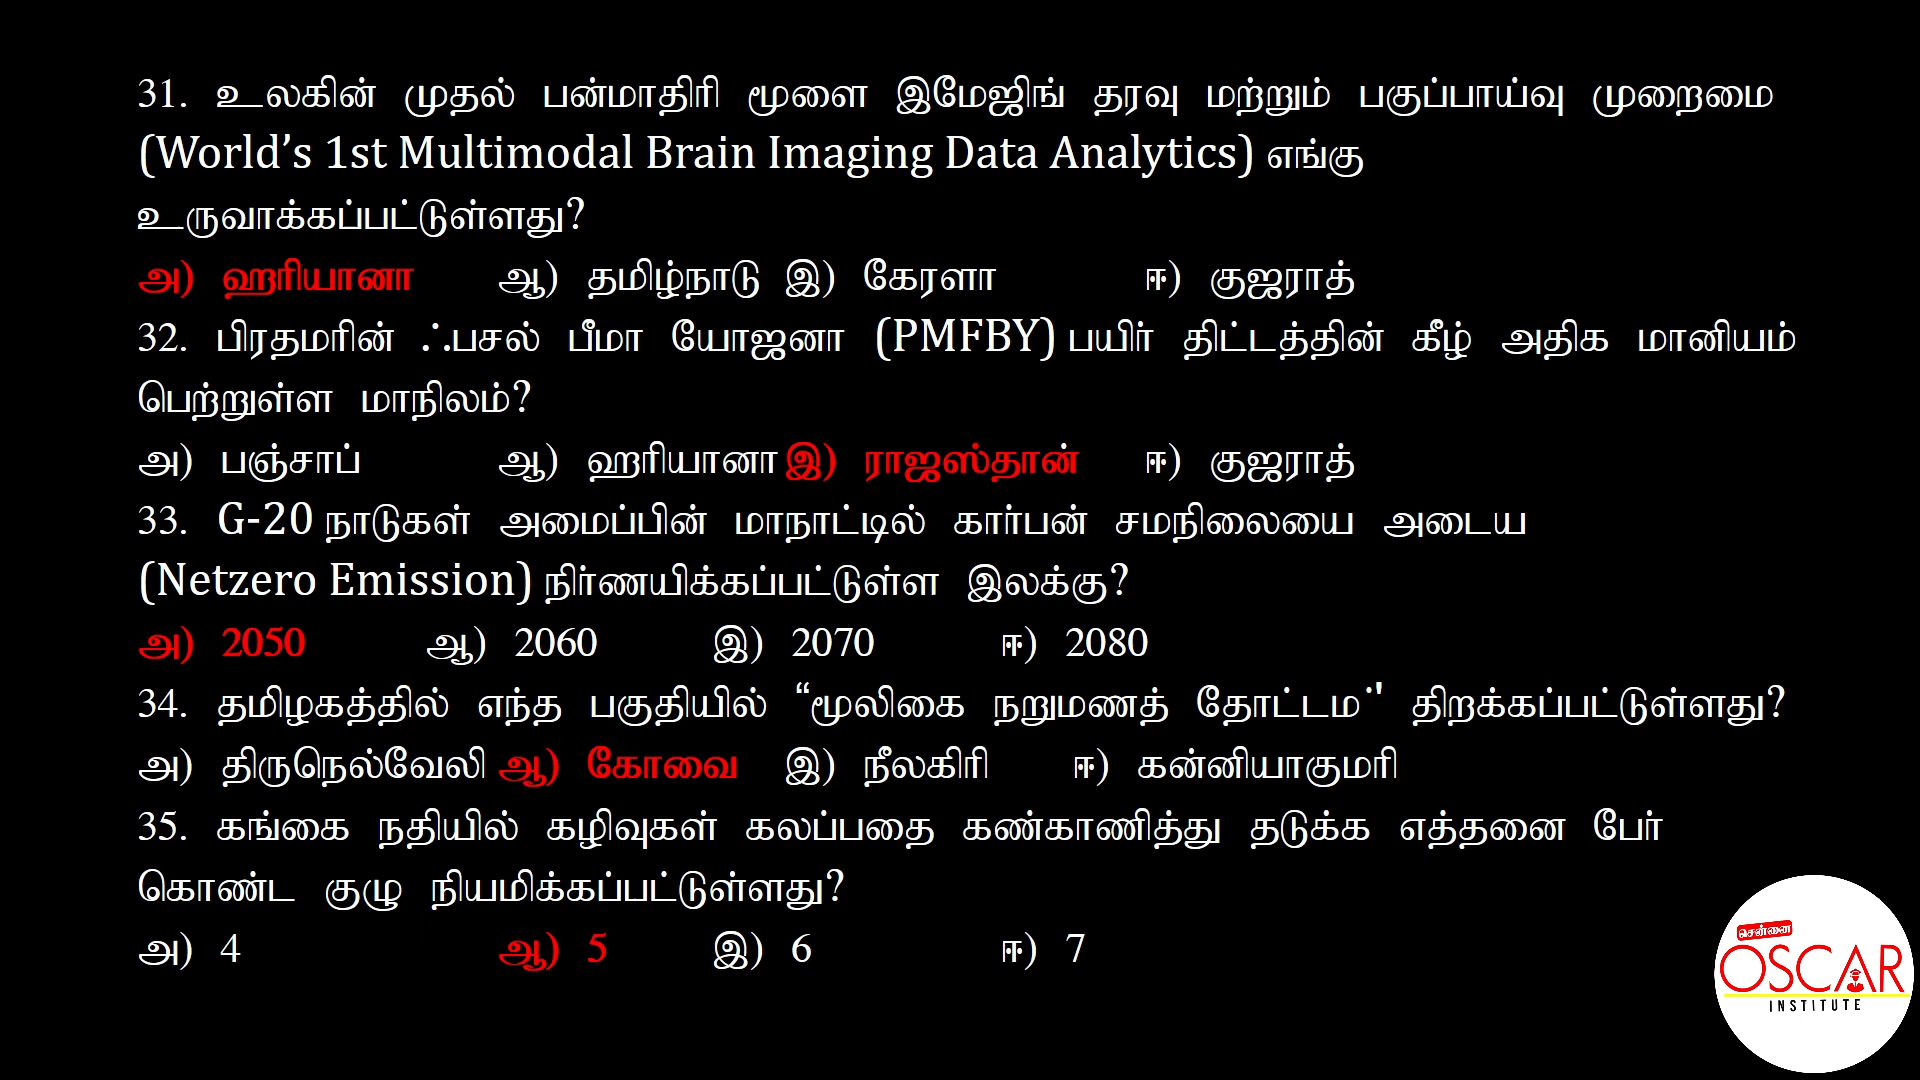 31. உலகின் முதல் பன்மாதிரி மூளை இமேஜிங் தரவு மற்றும் பகுப்பாய்வு முறைமை
(World’s 1st Multimodal Brain Imaging Data Analytics) எங்கு
உருவாக்கப்பட்டுள்ளது?
அ) ஹரியானா ஆ) தமிழ்நாடு இ) கேரளா ஈ) குஜராத்
32. பிரதமரின் ஃபசல் பீமா யோஜனா (PMFBY) பயிர் திட்டத்தின் கீழ் அதிக மானியம்
பெற்றுள்ள மாநிலம்?
அ) பஞ்சாப் ஆ) ஹரியானா இ) ராஜஸ்தான் ஈ) குஜராத்
33. G-20 நாடுகள் அமைப்பின் மாநாட்டில் கார்பன் சமநிலையை அடைய
(Netzero Emission) நிர்ணயிக்கப்பட்டுள்ள இலக்கு?
அ) 2050 ஆ) 2060 இ) 2070 ஈ) 2080
34. தமிழகத்தில் எந்த பகுதியில் “மூலிகை நறுமணத் தோட்டம்" திறக்கப்பட்டுள்ளது?
அ) திருநெல்வேலி ஆ) கோவை இ) நீலகிரி ஈ) கன்னியாகுமரி
35. கங்கை நதியில் கழிவுகள் கலப்பதை கண்காணித்து தடுக்க எத்தனை பேர்
கொண்ட குழு நியமிக்கப்பட்டுள்ளது?
அ) 4 ஆ) 5 இ) 6 ஈ) 7
சென்னை
OSCAR
INSTITUTE